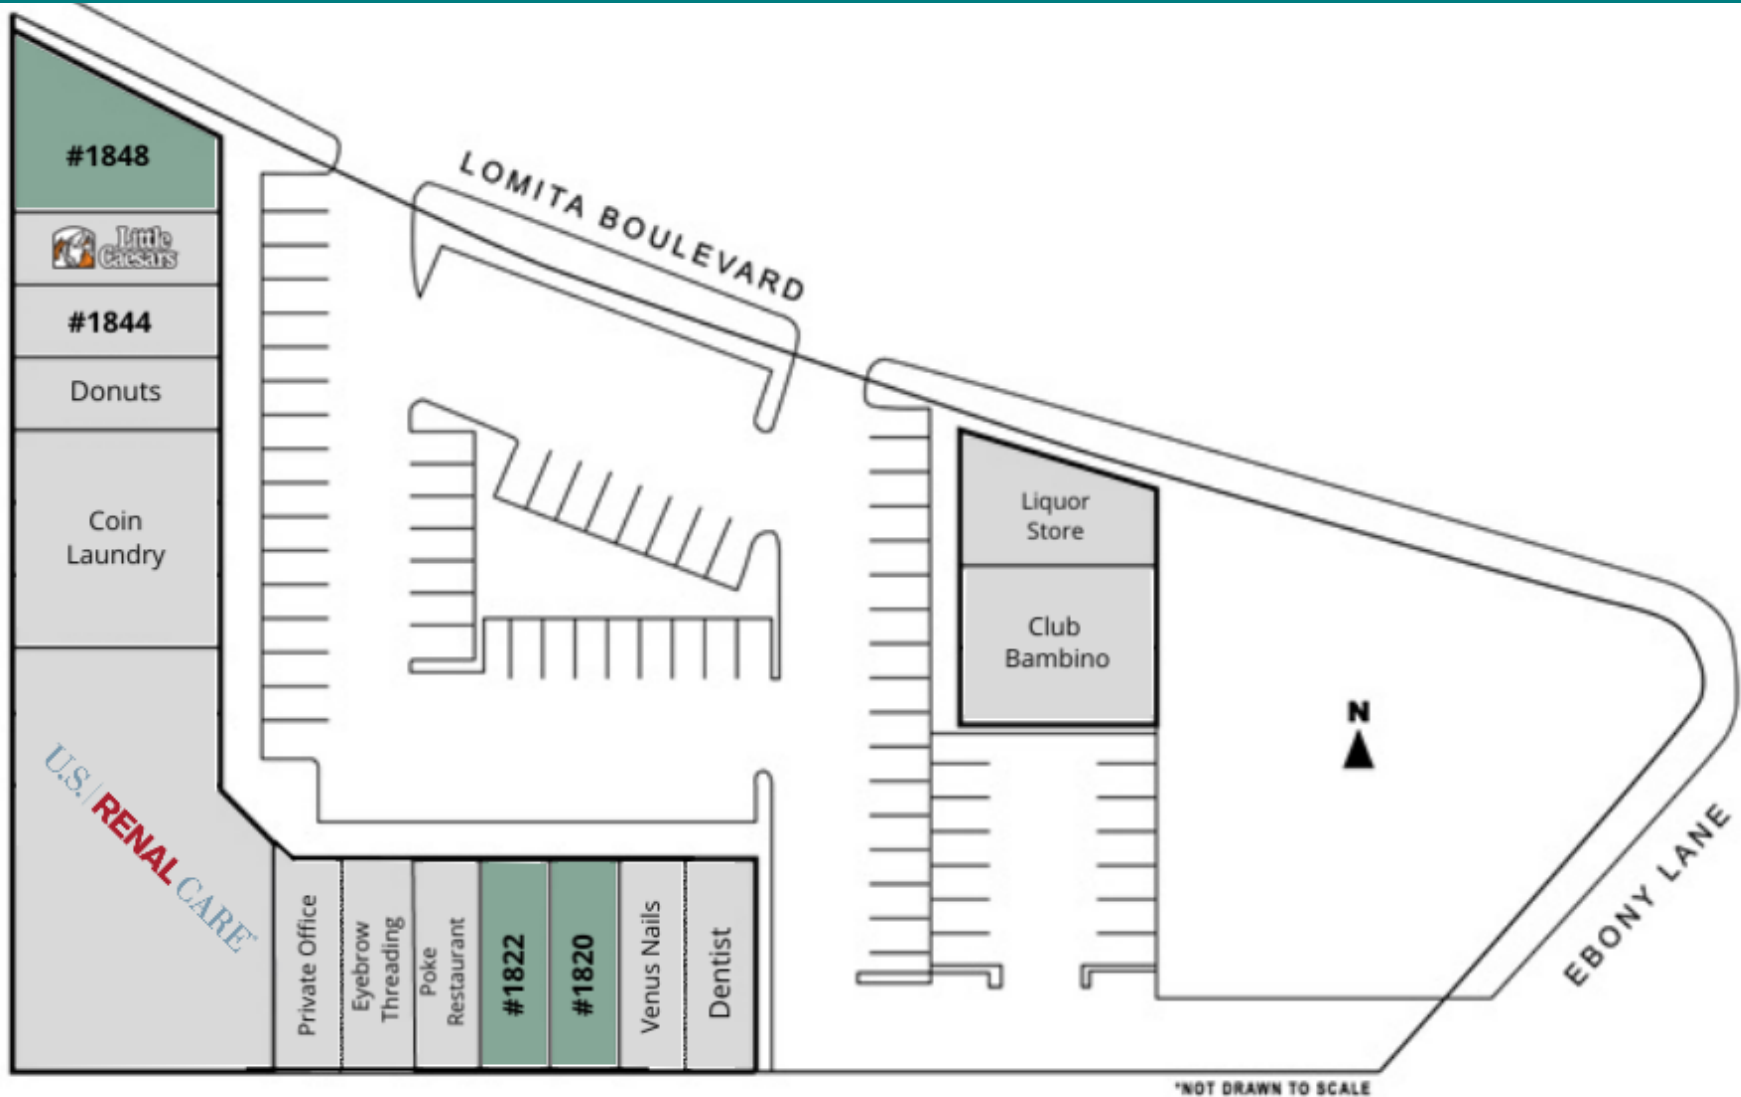 #1848
Little
Caesars
#1844
Donuts
Coin
Laundry
U.S. RENAL CARE
Private Office
Eyebrow
Threading
Poke
Restaurant
#1822
#1820
Venus Nails
Dentist
LOMITA BOULEVARD
Liquor
Store
Club
Bambino
N
EBONY LANE
*NOT DRAWN TO SCALE